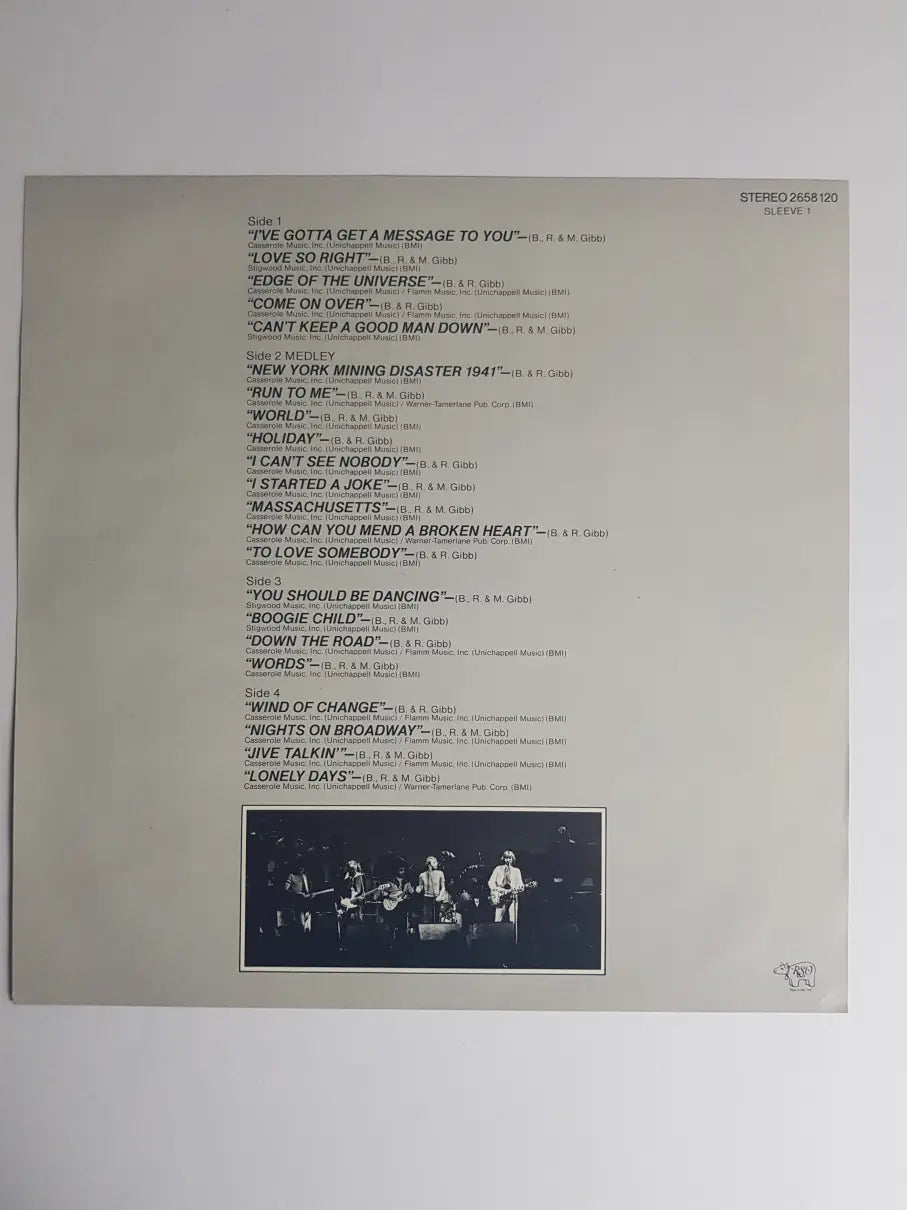 STEREO 2658120
SLEEVE 1
Side 1
“I’VE GOTTA GET A MESSAGE TO YOU”—(B., R. & M. Gibb)
Casserole Music, Inc. (Unichappell Music) (BMI)
“LOVE SO RIGHT”—(B., R. & M. Gibb)
Stigwood Music, Inc. (Unichappell Music) (BMI)
“EDGE OF THE UNIVERSE”—(B. & R. Gibb)
Casserole Music, Inc. (Unichappell Music) / Flamm Music, Inc. (Unichappell Music) (BMI)
“COME ON OVER”—(B. & R. Gibb)
Casserole Music, Inc. (Unichappell Music) / Flamm Music, Inc. (Unichappell Music) (BMI)
“CAN’T KEEP A GOOD MAN DOWN”—(B., R. & M. Gibb)
Stigwood Music, Inc. (Unichappell Music) (BMI)
Side 2 MEDLEY
“NEW YORK MINING DISASTER 1941”—(B. & R. Gibb)
Casserole Music, Inc. (Unichappell Music) (BMI)
“RUN TO ME”—(B., R. & M. Gibb)
Casserole Music, Inc. (Unichappell Music) / Warner-Tamerlane Pub. Corp. (BMI)
“WORLD”—(B., R. & M. Gibb)
Casserole Music, Inc. (Unichappell Music) (BMI)
“HOLIDAY”—(B. & R. Gibb)
Casserole Music, Inc. (Unichappell Music) (BMI)
“I CAN’T SEE NOBODY”—(B. & R. Gibb)
Casserole Music, Inc. (Unichappell Music) (BMI)
“I STARTED A JOKE”—(B., R. & M. Gibb)
Casserole Music, Inc. (Unichappell Music) (BMI)
“MASSACHUSETTS”—(B., R. & M. Gibb)
Casserole Music, Inc. (Unichappell Music) (BMI)
“HOW CAN YOU MEND A BROKEN HEART”—(B. & R. Gibb)
Casserole Music, Inc. (Unichappell Music) / Warner-Tamerlane Pub. Corp. (BMI)
“TO LOVE SOMEBODY”—(B. & R. Gibb)
Casserole Music, Inc. (Unichappell Music) (BMI)
Side 3
“YOU SHOULD BE DANCING”—(B., R. & M. Gibb)
Stigwood Music, Inc. (Unichappell Music) (BMI)
“BOOGIE CHILD”—(B., R. & M. Gibb)
Stigwood Music, Inc. (Unichappell Music) (BMI)
“DOWN THE ROAD”—(B. & R. Gibb)
Casserole Music, Inc. (Unichappell Music) / Flamm Music, Inc. (Unichappell Music) (BMI)
“WORDS”—(B., R. & M. Gibb)
Casserole Music, Inc. (Unichappell Music) (BMI)
Side 4
“WIND OF CHANGE”—(B. & R. Gibb)
Casserole Music, Inc. (Unichappell Music) / Flamm Music, Inc. (Unichappell Music) (BMI)
“NIGHTS ON BROADWAY”—(B., R. & M. Gibb)
Casserole Music, Inc. (Unichappell Music) / Flamm Music, Inc. (Unichappell Music) (BMI)
“JIVE TALKIN’”—(B., R. & M. Gibb)
Casserole Music, Inc. (Unichappell Music) / Flamm Music, Inc. (Unichappell Music) (BMI)
“LONELY DAYS”—(B., R. & M. Gibb)
Casserole Music, Inc. (Unichappell Music) / Warner-Tamerlane Pub. Corp. (BMI)
RSO